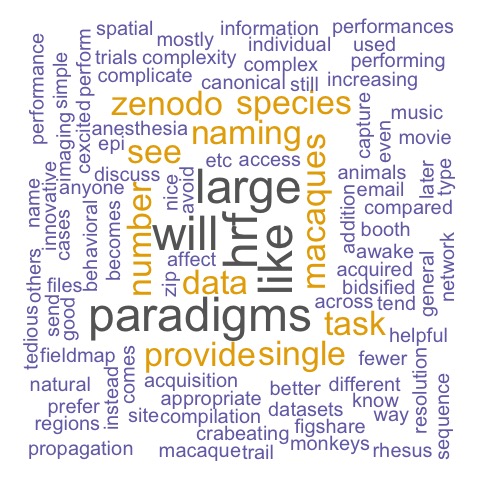 spatial
information
performances
mostly
individual
used
trials
complexity
complex
performing
complicate
canonical
still
increasing
performance
simple
perform
imaging
cexcited
zenodo
species
capture
music
anesthesia
naming
even
movie
epi
see
etc
access
macaques
animals
later
type
discuss
nice
avoid
large
email
anyone
innovative
name
cases
behavioral
becomes
number
will
hrf
like
addition
compared
booth
awake
network
general
affect
acquired
zip
data
bidsified
others
files
send
good
tedious
paradigms
across
tend
task
helpful
fieldmap
provide
single
fewer
comes
instead
natural
acquisition
better
different
resolution
sequence
prefer
appropriate
know
regions
site
compilation
datasets
way
figshare
crabeating
propagation
macaque
trail
monkeys
rhesus